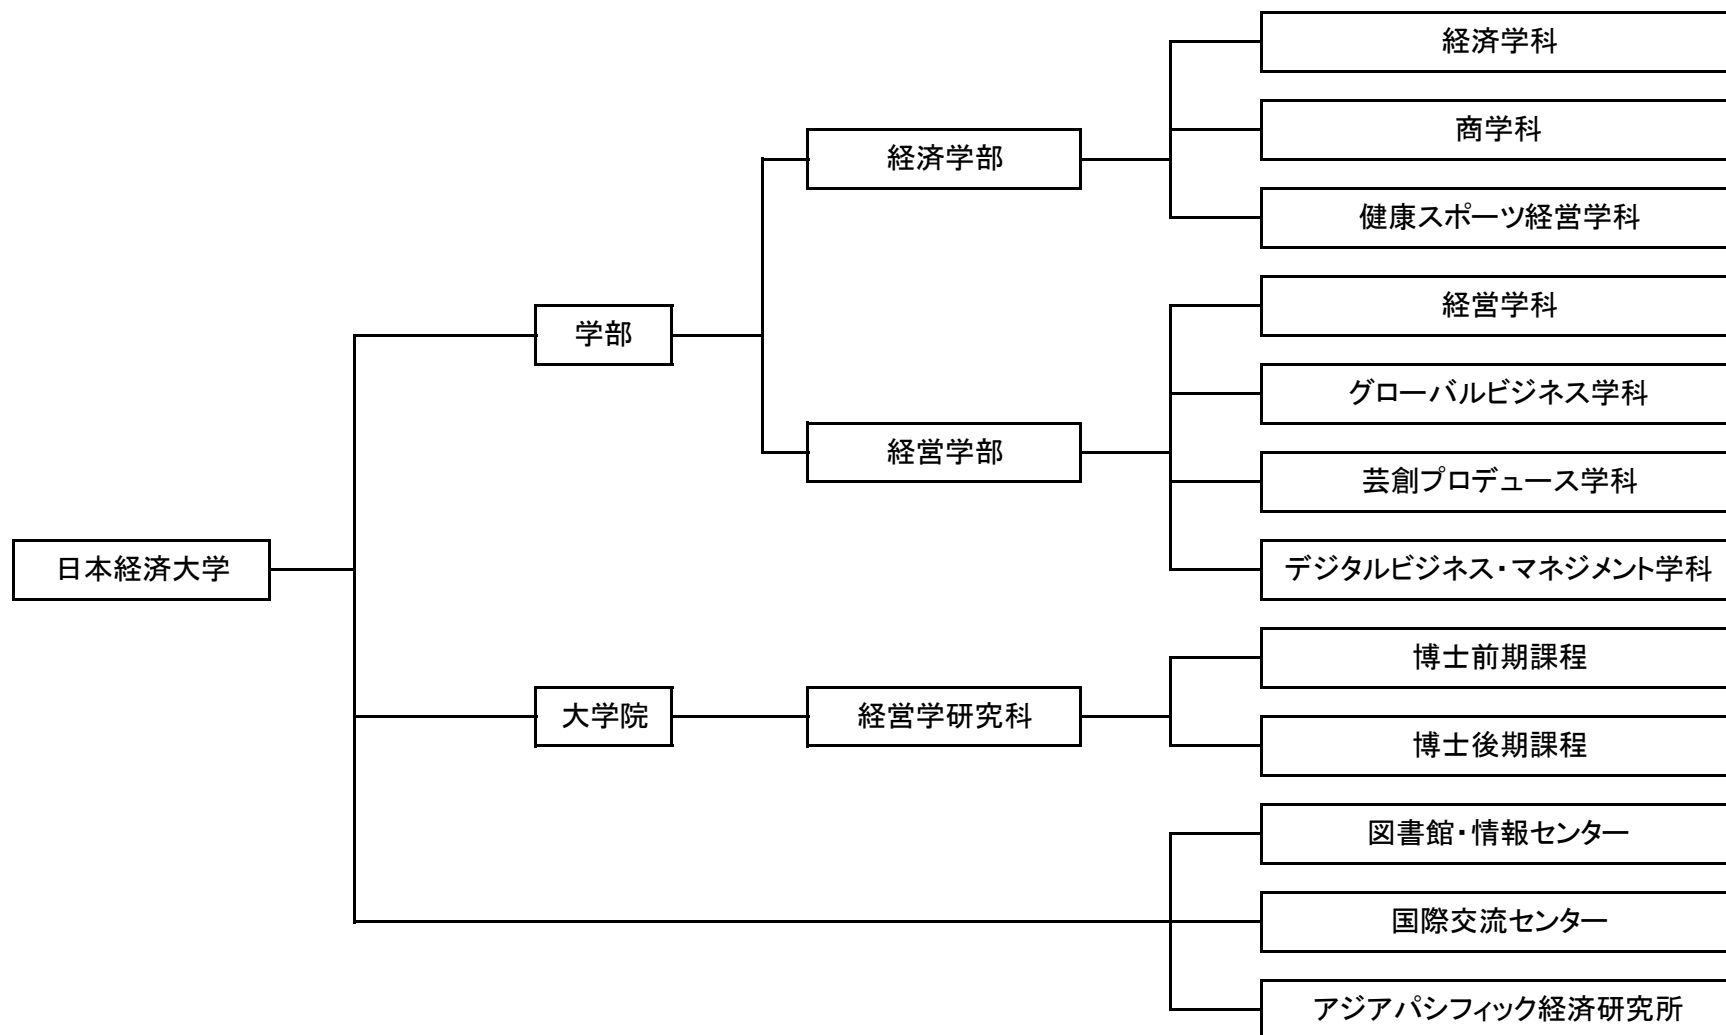 経済学科
商学科
経済学部
健康スポーツ経営学科
経営学科
学部
グローバルビジネス学科
経営学部
芸創プロデュース学科
日本経済大学
デジタルビジネス・マネジメント学科
博士前期課程
大学院
経営学研究科
博士後期課程
図書館・情報センター
国際交流センター
アジアパシフィック経済研究所